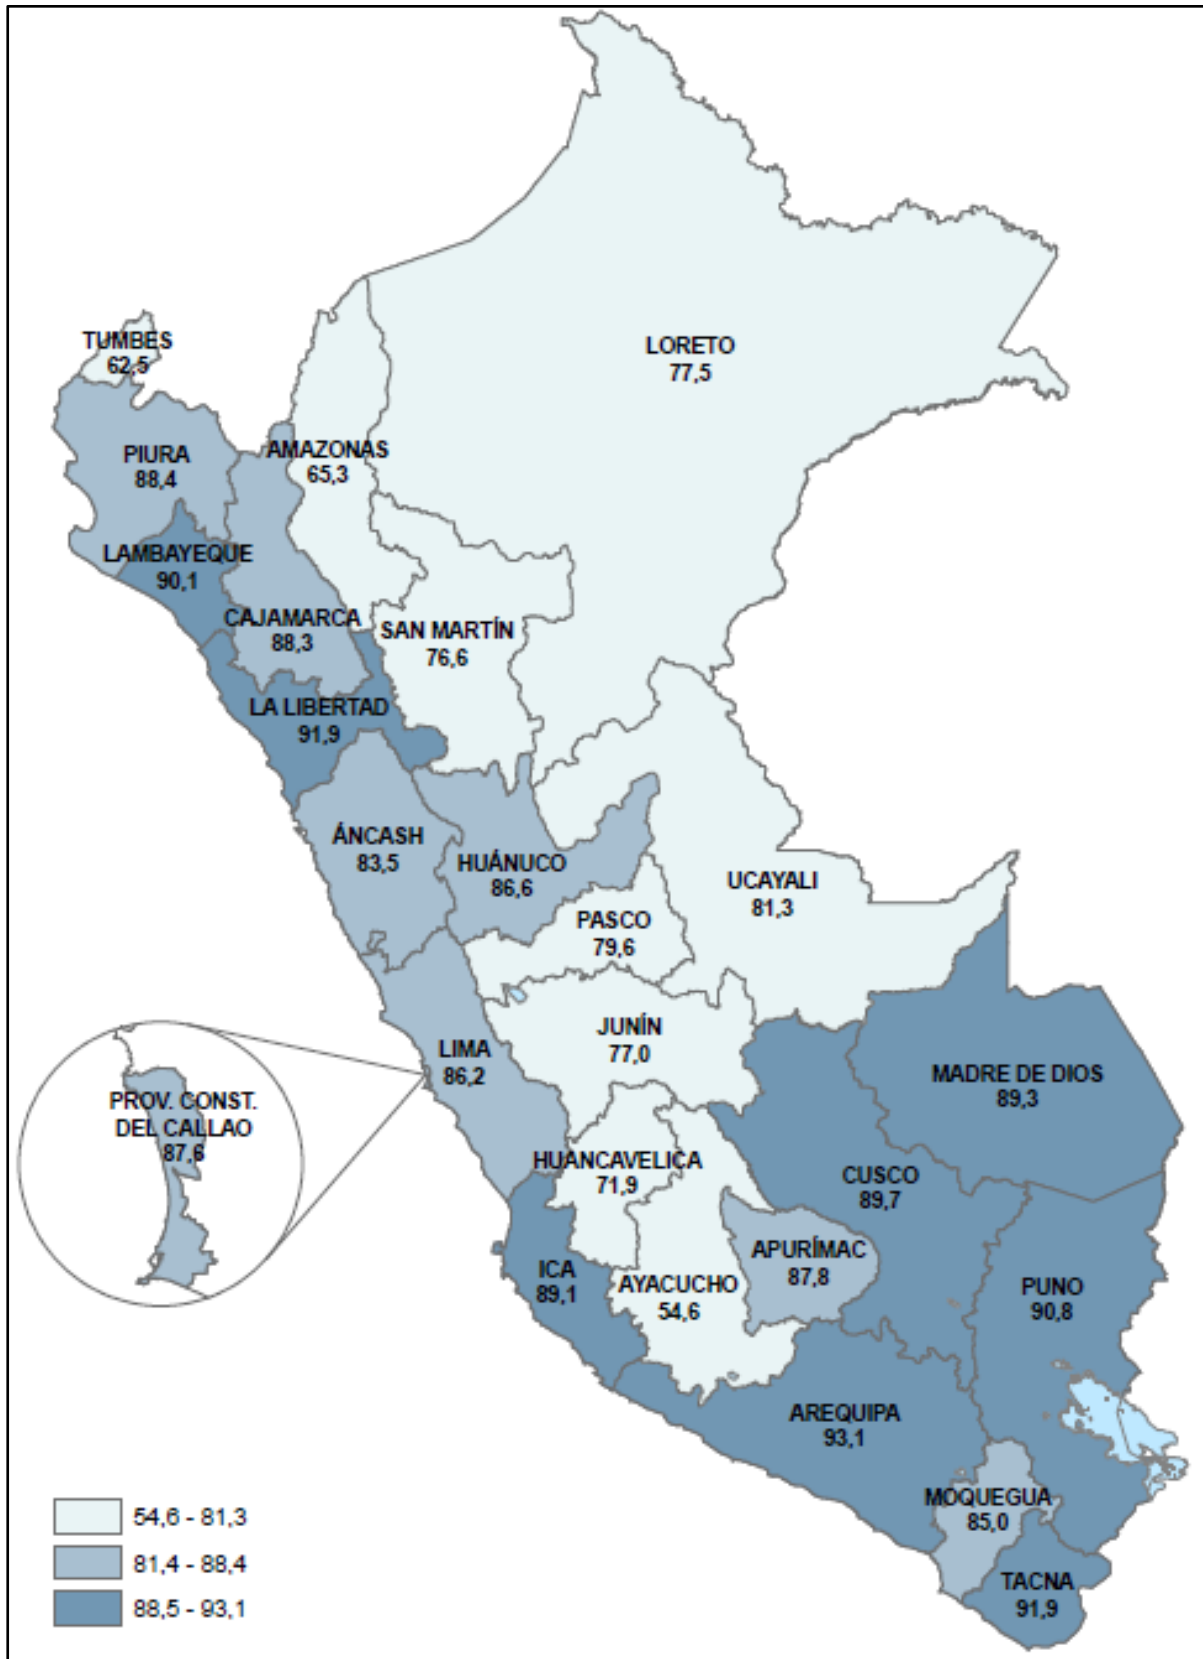 LORETO
77,5
TUMBES
62,5
PIURA
88,4
AMAZONAS
65,3
LAMBAYEQUE
90,1
CAJAMARCA
88,3
SAN MARTÍN
76,6
LA LIBERTAD
91,9
ÁNCASH
83,5
HUÁNUCO
86,6
UCAYALI
81,3
PASCO
79,6
JUNÍN
77,0
LIMA
86,2
MADRE DE DIOS
89,3
PROV. CONST.
DEL CALLAO
87,6
HUANCAVELICA
71,9
CUSCO
89,7
APURÍMAC
87,8
ICA
89,1
AYACUCHO
54,6
PUNO
90,8
AREQUIPA
93,1
MOQUEGUA
85,0
TACNA
91,9
54,6 - 81,3
81,4 - 88,4
88,5 - 93,1